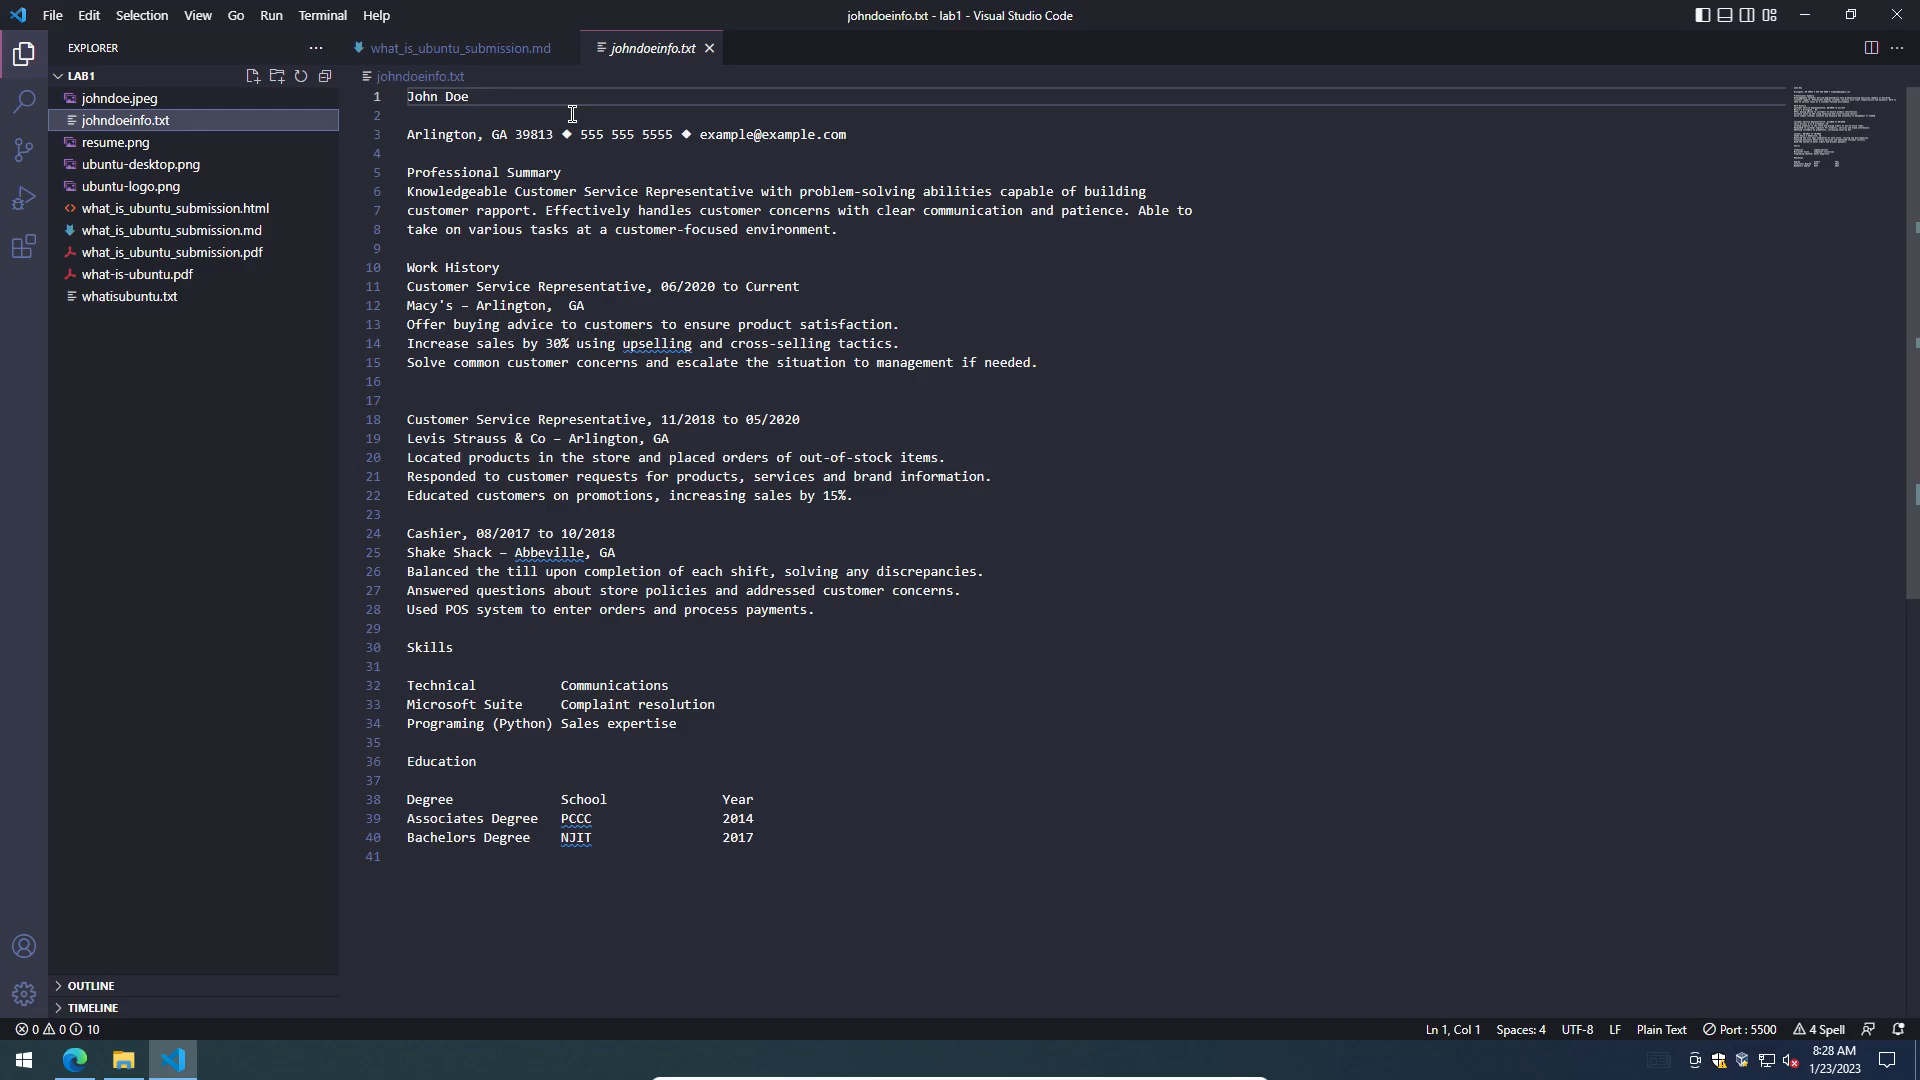 File Edit Selection View Go Run Terminal Help
johndoeinfo.txt - lab1 - Visual Studio Code
EXPLORER
LAB1
johndoe.jpeg
johndoeinfo.txt
resume.png
ubuntu-desktop.png
ubuntu-logo.png
what_is_ubuntu_submission.html
what_is_ubuntu_submission.md
what_is_ubuntu_submission.pdf
what-is-ubuntu.pdf
whatisubuntu.txt
OUTLINE
TIMELINE
what_is_ubuntu_submission.md
johndoeinfo.txt
johndoeinfo.txt
1 John Doe
2
3 Arlington, GA 39813 ◆ 555 555 5555 ◆ example@example.com
4
5 Professional Summary
6 Knowledgeable Customer Service Representative with problem-solving abilities capable of building
7 customer rapport. Effectively handles customer concerns with clear communication and patience. Able to
8 take on various tasks at a customer-focused environment.
9
10 Work History
11 Customer Service Representative, 06/2020 to Current
12 Macy's – Arlington,  GA
13 Offer buying advice to customers to ensure product satisfaction.
14 Increase sales by 30% using upselling and cross-selling tactics.
15 Solve common customer concerns and escalate the situation to management if needed.
16
17
18 Customer Service Representative, 11/2018 to 05/2020
19 Levis Strauss & Co – Arlington, GA
20 Located products in the store and placed orders of out-of-stock items.
21 Responded to customer requests for products, services and brand information.
22 Educated customers on promotions, increasing sales by 15%.
23
24 Cashier, 08/2017 to 10/2018
25 Shake Shack – Abbeville, GA
26 Balanced the till upon completion of each shift, solving any discrepancies.
27 Answered questions about store policies and addressed customer concerns.
28 Used POS system to enter orders and process payments.
29
30 Skills
31
32 Technical Communications
33 Microsoft Suite Complaint resolution
34 Programing (Python) Sales expertise
35
36 Education
37
38 Degree School Year
39 Associates Degree PCCC 2014
40 Bachelors Degree NJIT 2017
41
0 0 10
Ln 1, Col 1 Spaces: 4 UTF-8 LF Plain Text Port : 5500 4 Spell
8:28 AM
1/23/2023